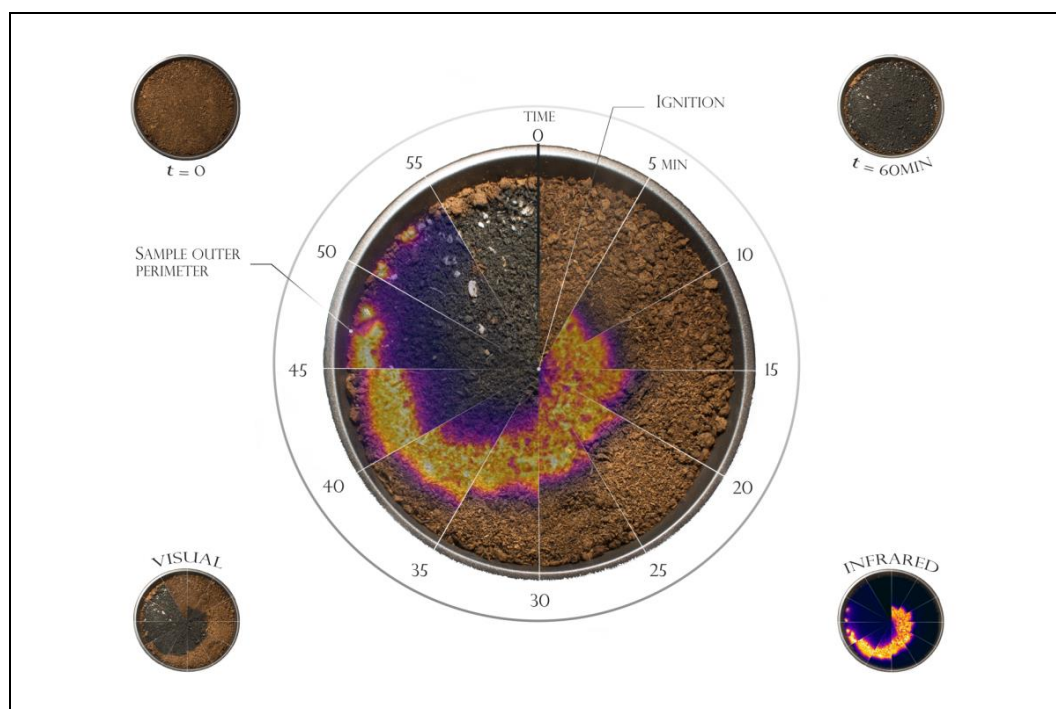 t = 0
IGNITION
TIME
0
5 MIN
10
15
20
25
30
35
40
45
50
55
t = 60MIN
SAMPLE OUTER
PERIMETER
VISUAL
INFRARED